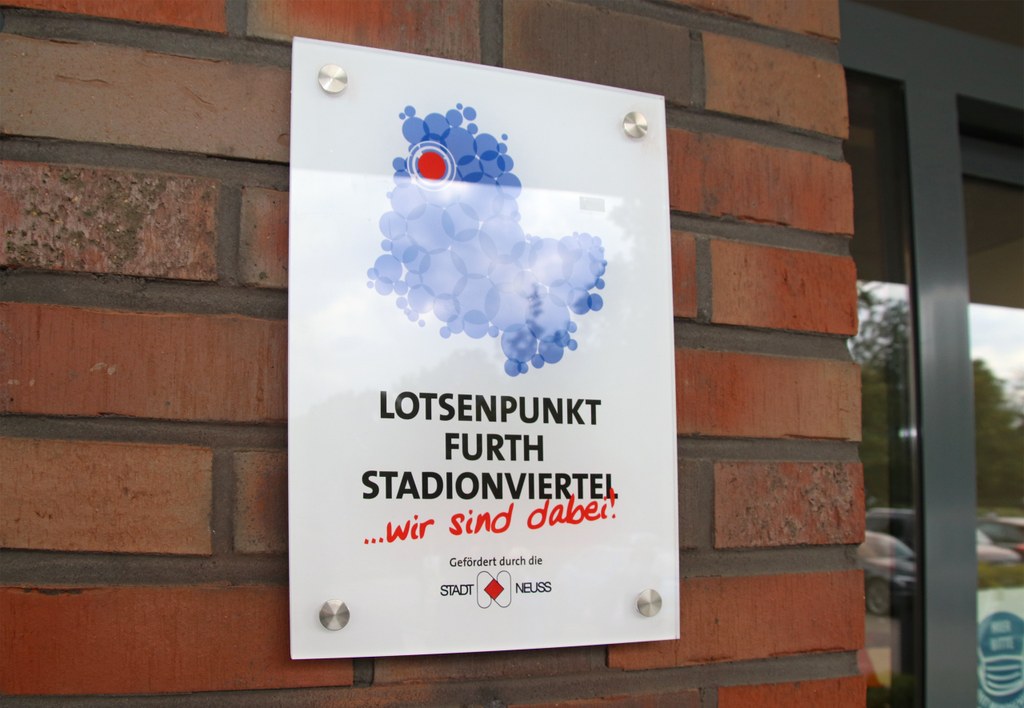 LOTSENPUNKT
FURTH
STADIONVIERTEL
...wir sind dabei!
Gefördert durch die
STADT NEUSS